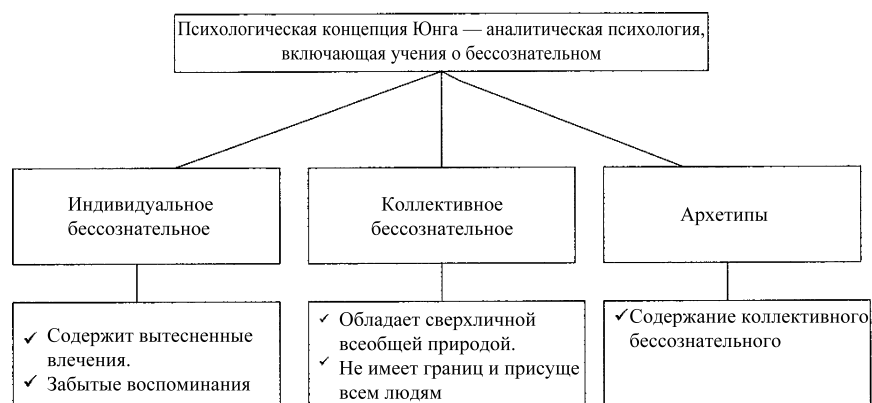 Психологическая концепция Юнга — аналитическая психология,
включающая учения о бессознательном
Индивидуальное
бессознательное
Коллективное
бессознательное
Архетипы
✓ Содержит вытесненные
влечения.
✓ Забытые воспоминания
✓ Обладает сверхличной
всеобщей природой.
✓ Не имеет границ и присуще
всем людям
✓Содержание коллективного
бессознательного